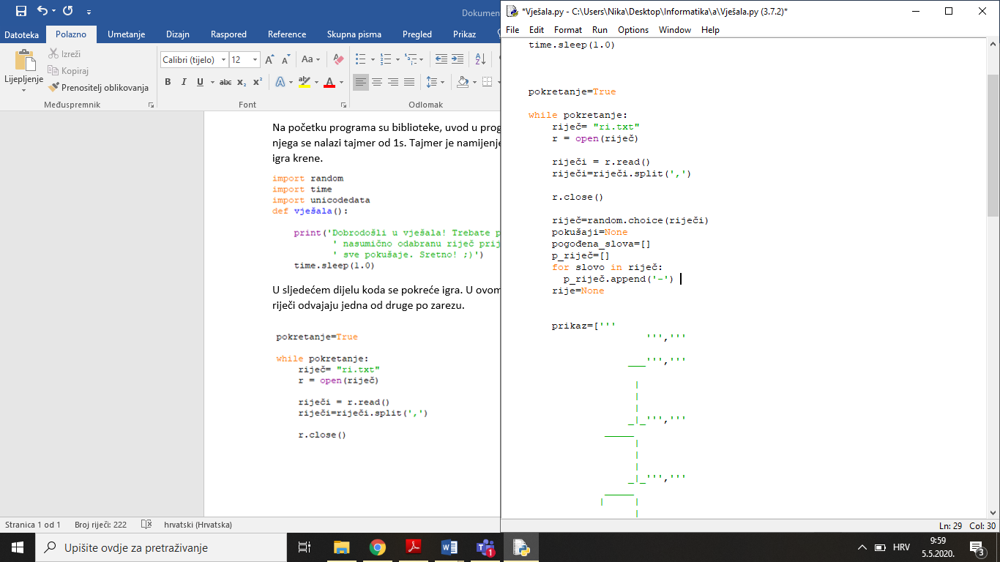 Dokumen
Datoteka Polazno Umetanje Dizajn Raspored Reference Skupna pisma Pregled Prikaz
Lijepljenje
Izreži
Kopiraj
Prenositelj oblikovanja
Međuspremnik
Calibri (tijelo) 12 A A Aa
B I U abc x₂ x² A ab A
Font
Odlomak
Na početku programa su biblioteke, uvod u prog
njega se nalazi tajmer od 1s. Tajmer je namijenje
igra krene.
import random
import time
import unicodedata
def vješala():
print('Dobrodošli u vješala! Trebate p
' nasumično odabranu riječ prij
' sve pokušaje. Sretno! ;)')
time.sleep(1.0)
U sljedećem dijelu koda se pokreće igra. U ovom
riječi odvajaju jedna od druge po zarezu.
pokretanje=True
while pokretanje:
riječ= "ri.txt"
r = open(riječ)
riječi = r.read()
riječi=riječi.split(',')
r.close()
Stranica 1 od 1 Broj riječi: 222 hrvatski (Hrvatska)
*Vješala.py - C:\Users\Nika\Desktop\Informatika\a\Vješala.py (3.7.2)*
File Edit Format Run Options Window Help
time.sleep(1.0)
pokretanje=True
while pokretanje:
riječ= "ri.txt"
r = open(riječ)
riječi = r.read()
riječi=riječi.split(',')
r.close()
riječ=random.choice(riječi)
pokušaji=None
pogođena_slova=[]
p_riječ=[]
for slovo in riječ:
p_riječ.append('-')
rije=None
prikaz=['''
''','''
___''','''
|
|
|
_|_''','''
_____
|
|
|
_|_''','''
_____
| |
|
Ln: 29 Col: 30
Upišite ovdje za pretraživanje
1
HRV
9:59
5.5.2020.
3